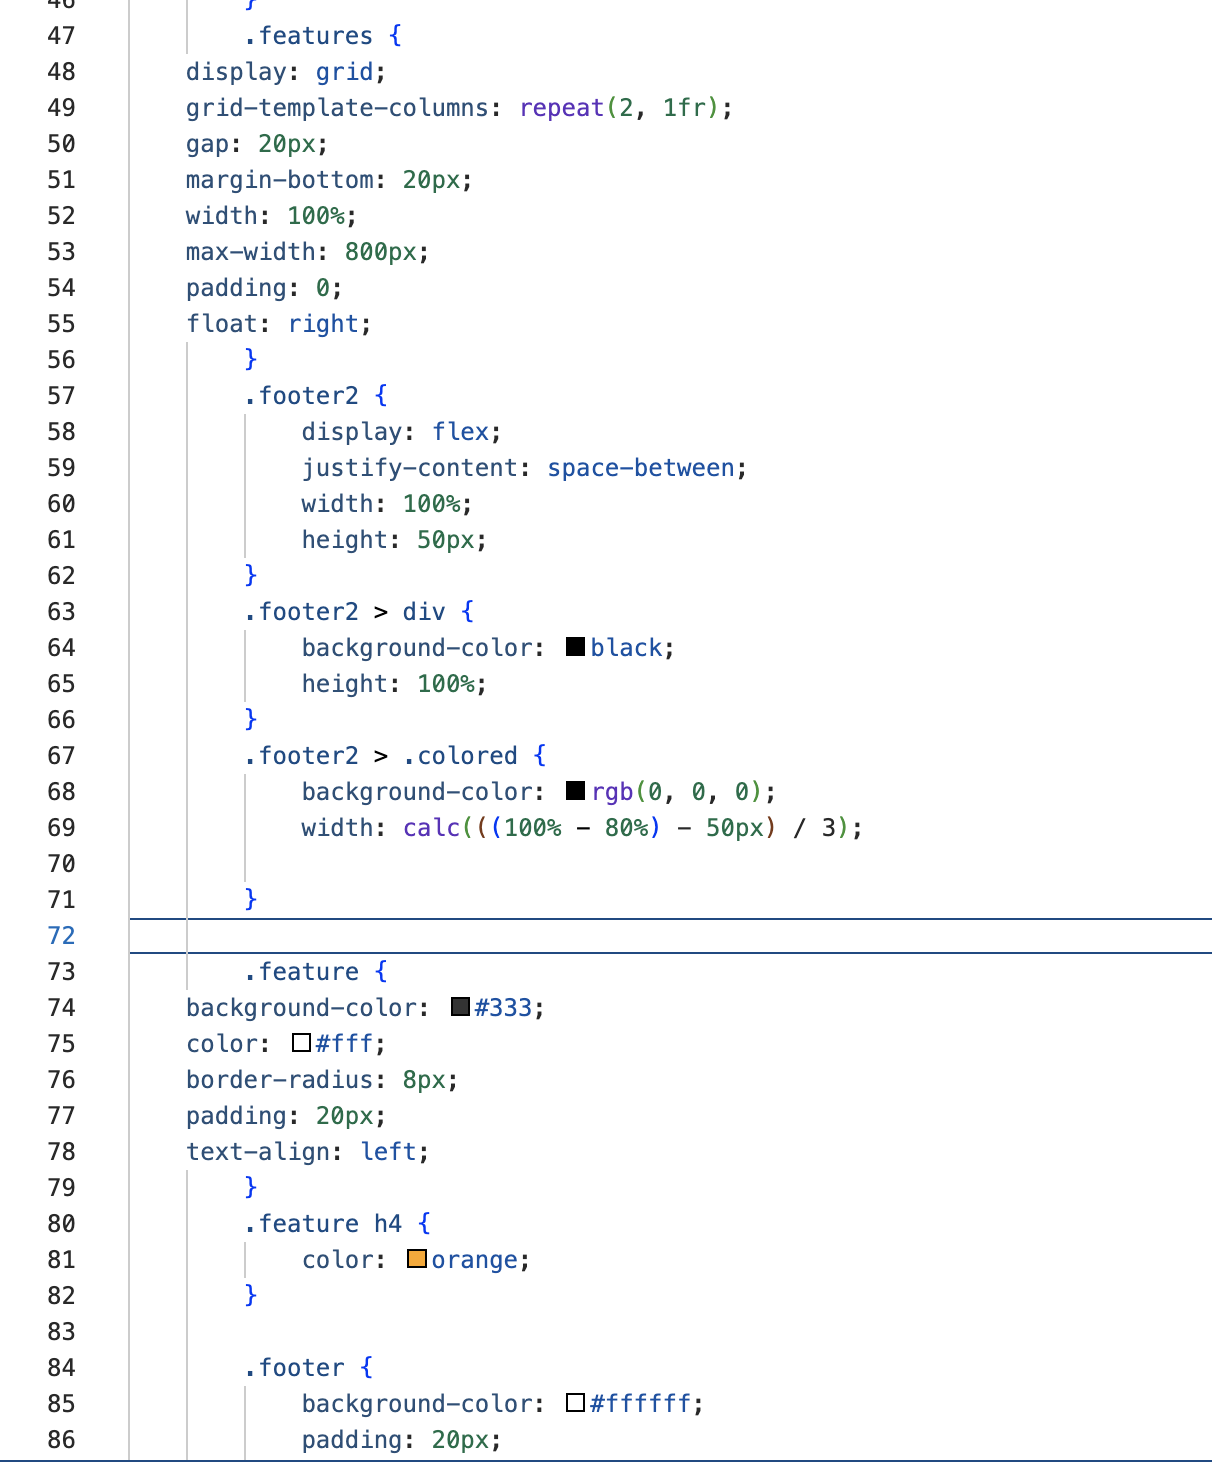 46 }
47 .features {
48 display: grid;
49 grid-template-columns: repeat(2, 1fr);
50 gap: 20px;
51 margin-bottom: 20px;
52 width: 100%;
53 max-width: 800px;
54 padding: 0;
55 float: right;
56 }
57 .footer2 {
58 display: flex;
59 justify-content: space-between;
60 width: 100%;
61 height: 50px;
62 }
63 .footer2 > div {
64 background-color: black;
65 height: 100%;
66 }
67 .footer2 > .colored {
68 background-color: rgb(0, 0, 0);
69 width: calc(((100% - 80%) - 50px) / 3);
70
71 }
72
73 .feature {
74 background-color: #333;
75 color: #fff;
76 border-radius: 8px;
77 padding: 20px;
78 text-align: left;
79 }
80 .feature h4 {
81 color: orange;
82 }
83
84 .footer {
85 background-color: #ffffff;
86 padding: 20px;